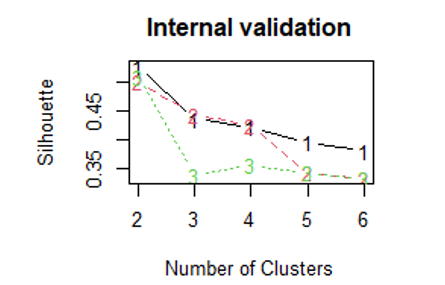 Internal validation
Silhouette
0.45
0.35
1 1 1 1 1
2 2 2 2 2
3 3 3 3 3
2 3 4 5 6
Number of Clusters